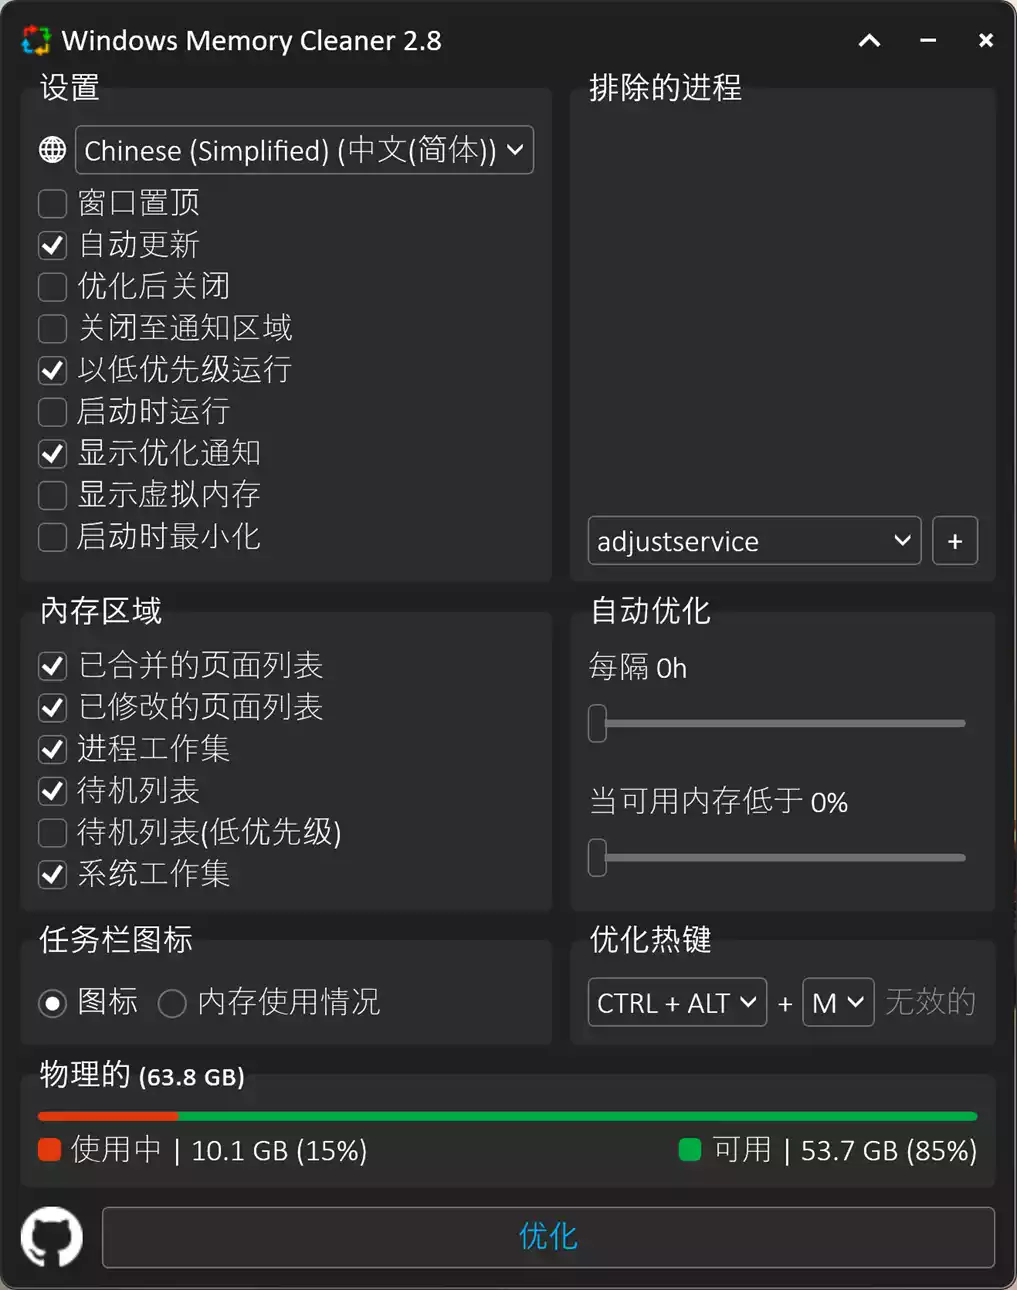 Windows Memory Cleaner 2.8
设置
Chinese (Simplified) (中文(简体))
窗口置顶
自动更新
优化后关闭
关闭至通知区域
以低优先级运行
启动时运行
显示优化通知
显示虚拟内存
启动时最小化
排除的进程
adjustservice
+
內存区域
已合并的页面列表
已修改的页面列表
进程工作集
待机列表
待机列表(低优先级)
系统工作集
自动优化
每隔 0h
当可用内存低于 0%
任务栏图标
图标 内存使用情况
优化热键
CTRL + ALT + M 无效的
物理的 (63.8 GB)
使用中 | 10.1 GB (15%)
可用 | 53.7 GB (85%)
优化